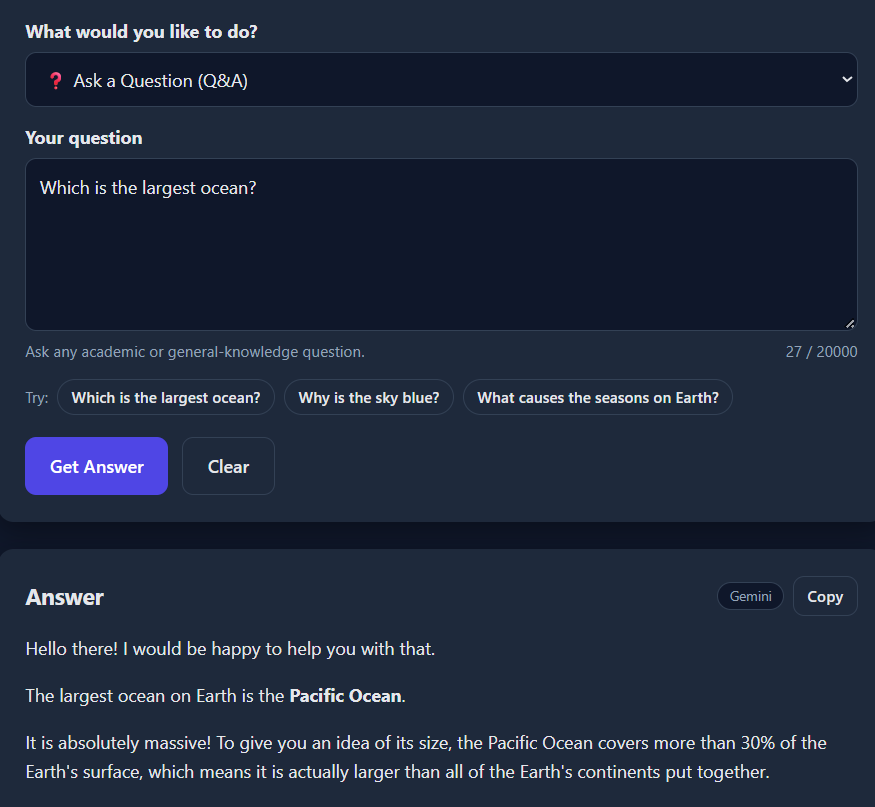 What would you like to do?
❓ Ask a Question (Q&A)
Your question
Which is the largest ocean?
Ask any academic or general-knowledge question.
27 / 20000
Try:
Which is the largest ocean?
Why is the sky blue?
What causes the seasons on Earth?
Get Answer
Clear
Answer
Gemini
Copy
Hello there! I would be happy to help you with that.
The largest ocean on Earth is the Pacific Ocean.
It is absolutely massive! To give you an idea of its size, the Pacific Ocean covers more than 30% of the
Earth's surface, which means it is actually larger than all of the Earth's continents put together.